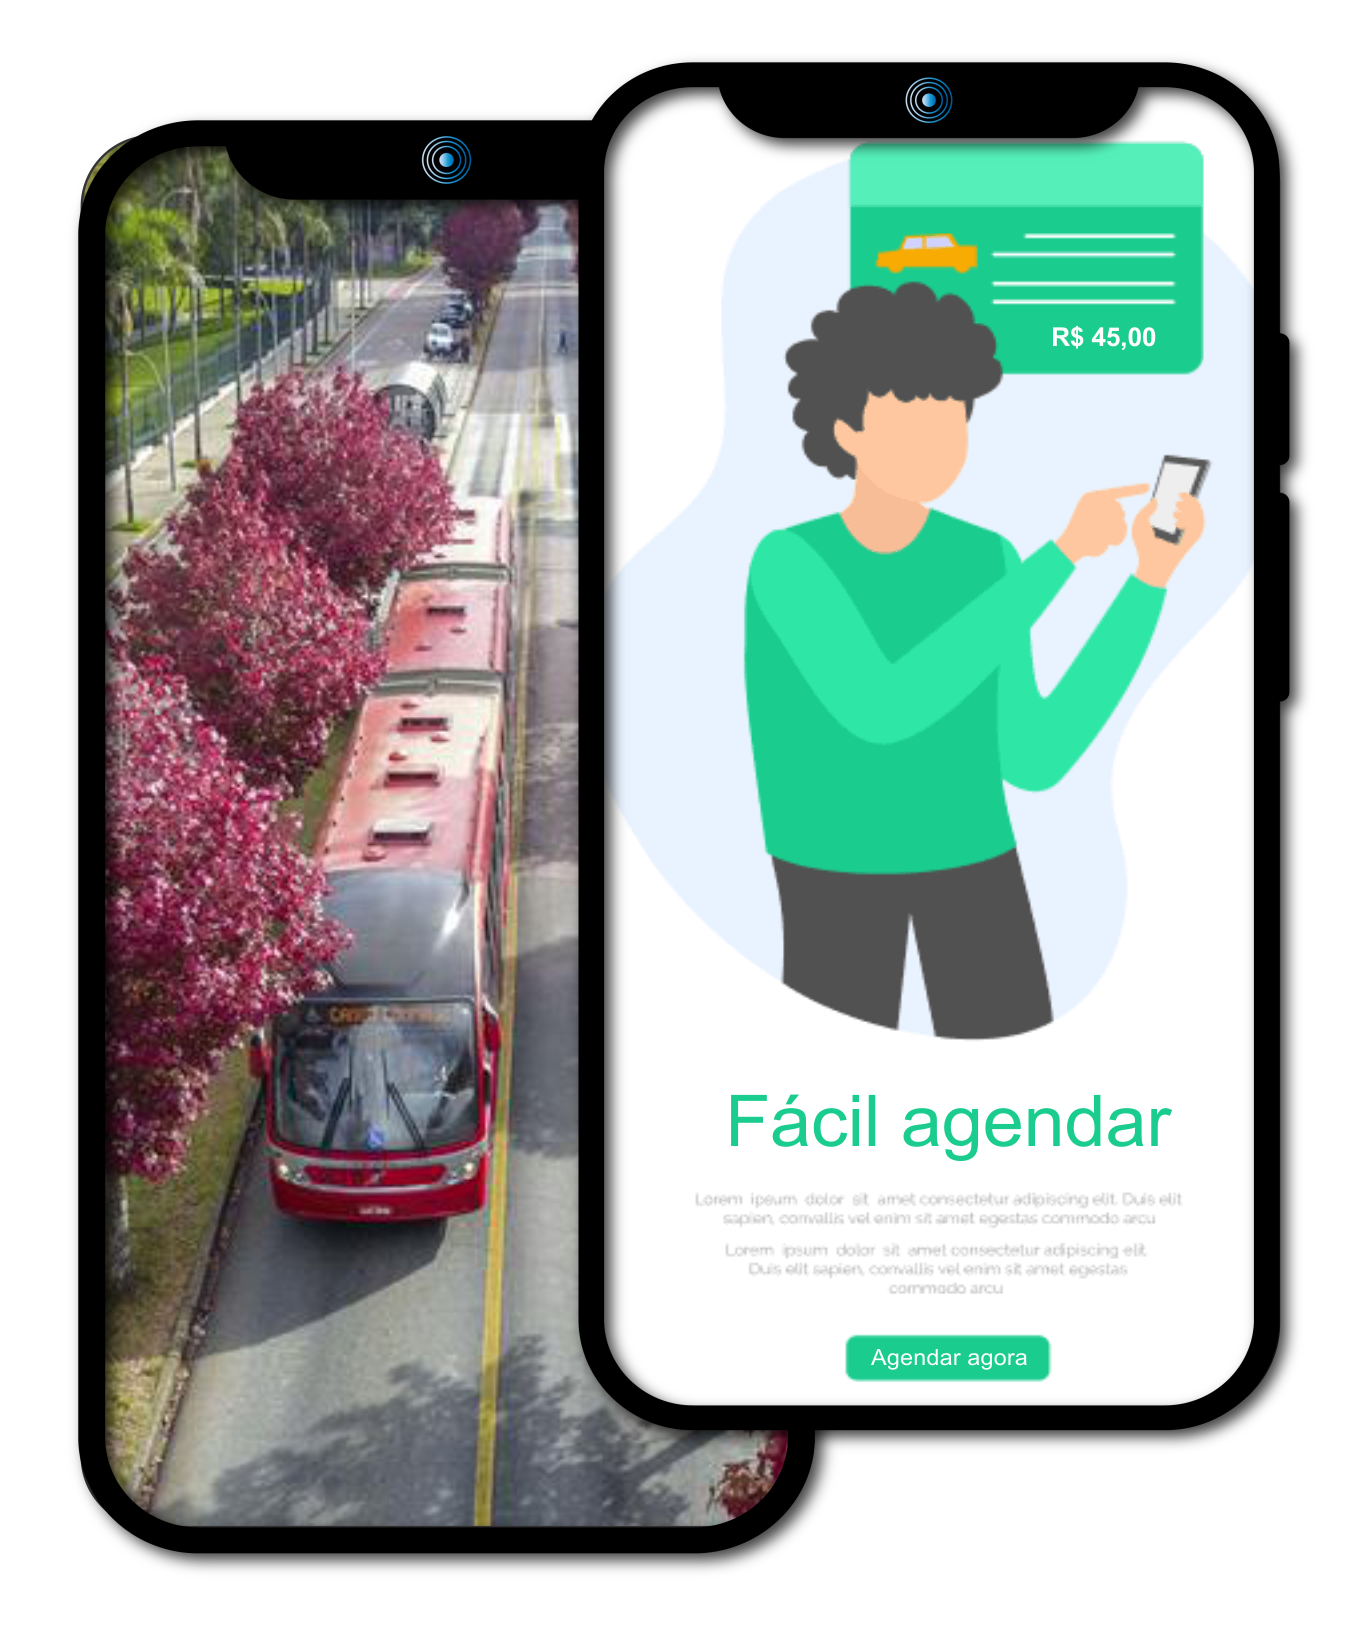 R$ 45,00
Fácil agendar
Lorem ipsum dolor sit amet consectetur adipiscing elit. Duis elit
sapien, convallis vel enim sit amet egestas commodo arcu
Lorem ipsum dolor sit amet consectetur adipiscing elit.
Duis elit sapien, convallis vel enim sit amet egestas
commodo arcu
Agendar agora